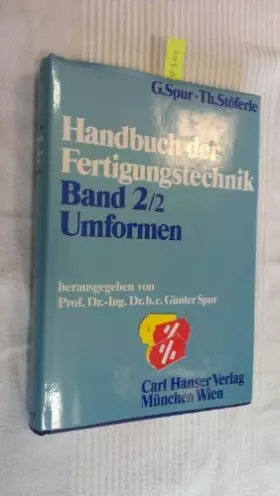 G.Spur · Th.Stöferle
Handbuch der
Fertigungstechnik
Band 2/2
Umformen
herausgegeben von
Prof. Dr.-Ing. Dr. h. c. Günter Spur
Carl Hanser Verlag
München Wien